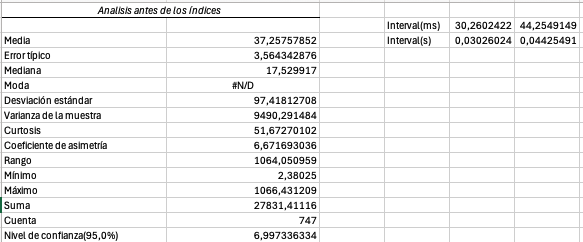 Analisis antes de los índices
Interval(ms) 30,2602422 44,2549149
Media 37,25757852 Interval(s) 0,03026024 0,04425491
Error típico 3,564342876
Mediana 17,529917
Moda #N/D
Desviación estándar 97,41812708
Varianza de la muestra 9490,291484
Curtosis 51,67270102
Coeficiente de asimetría 6,671693036
Rango 1064,050959
Mínimo 2,38025
Máximo 1066,431209
Suma 27831,41116
Cuenta 747
Nivel de confianza(95,0%) 6,997336334